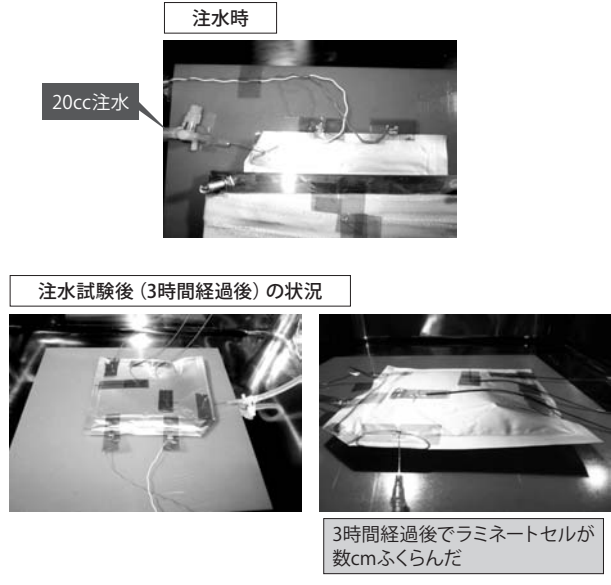 注水時
20cc注水
注水試験後（3時間経過後）の状況
3時間経過後でラミネートセルが
数cmふくらんだ